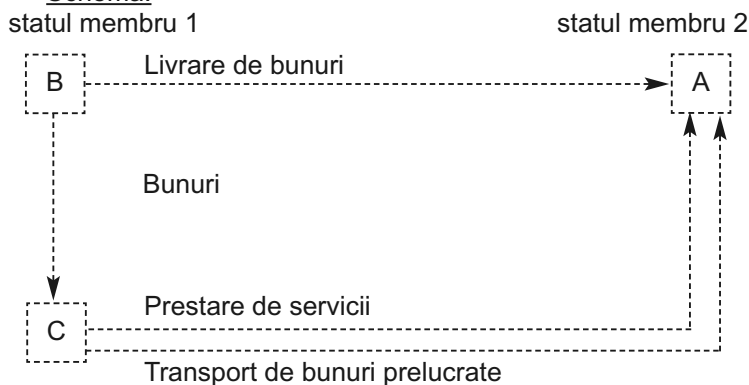 statul membru 1 statul membru 2
B Livrare de bunuri A
Bunuri
Prestare de servicii
C
Transport de bunuri prelucrate